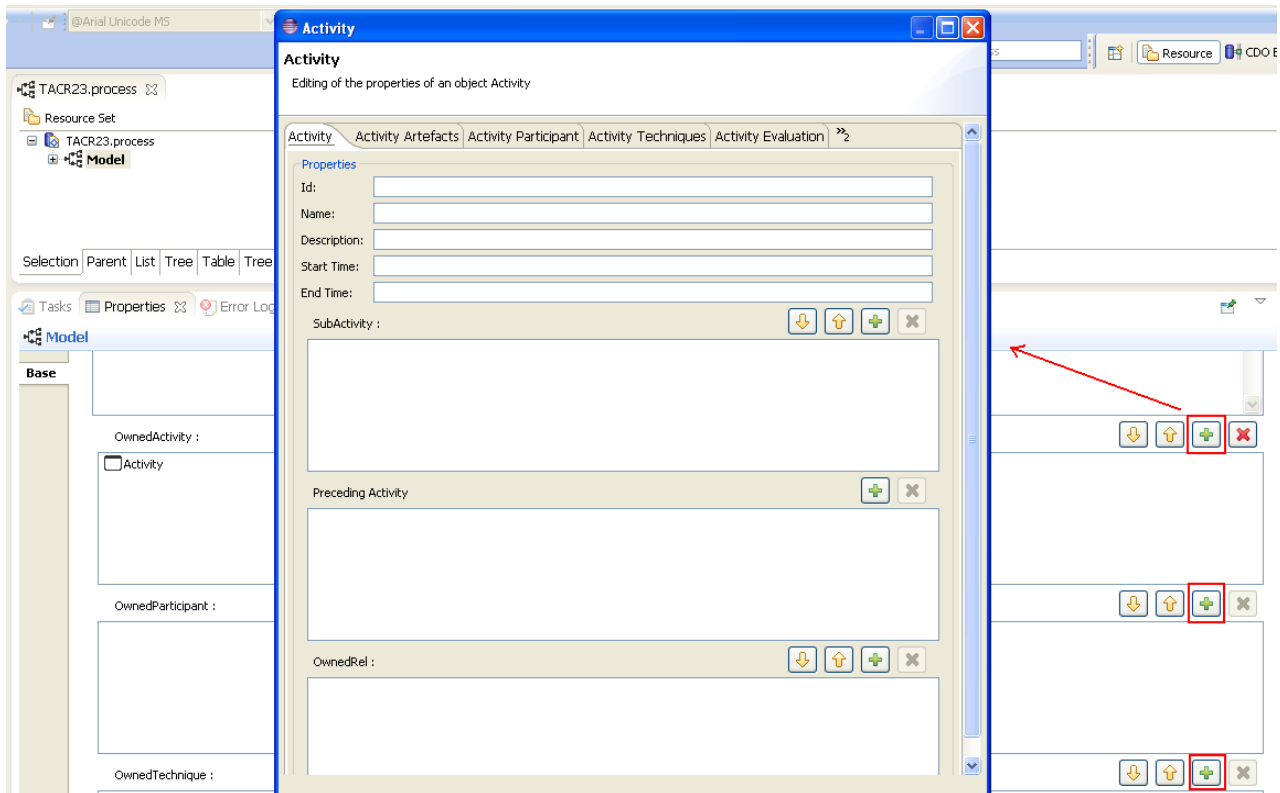 @Arial Unicode MS
Activity
Activity
Editing of the properties of an object Activity
ss
Resource
CDO E
TACR23.process
Resource Set
TACR23.process
Model
Activity Activity Artefacts Activity Participant Activity Techniques Activity Evaluation »2
Properties
Id:
Name:
Description:
Start Time:
End Time:
Selection Parent List Tree Table Tree
Tasks Properties Error Log
Model
Base
SubActivity :
OwnedActivity :
Activity
Preceding Activity
OwnedParticipant :
OwnedRel :
OwnedTechnique :